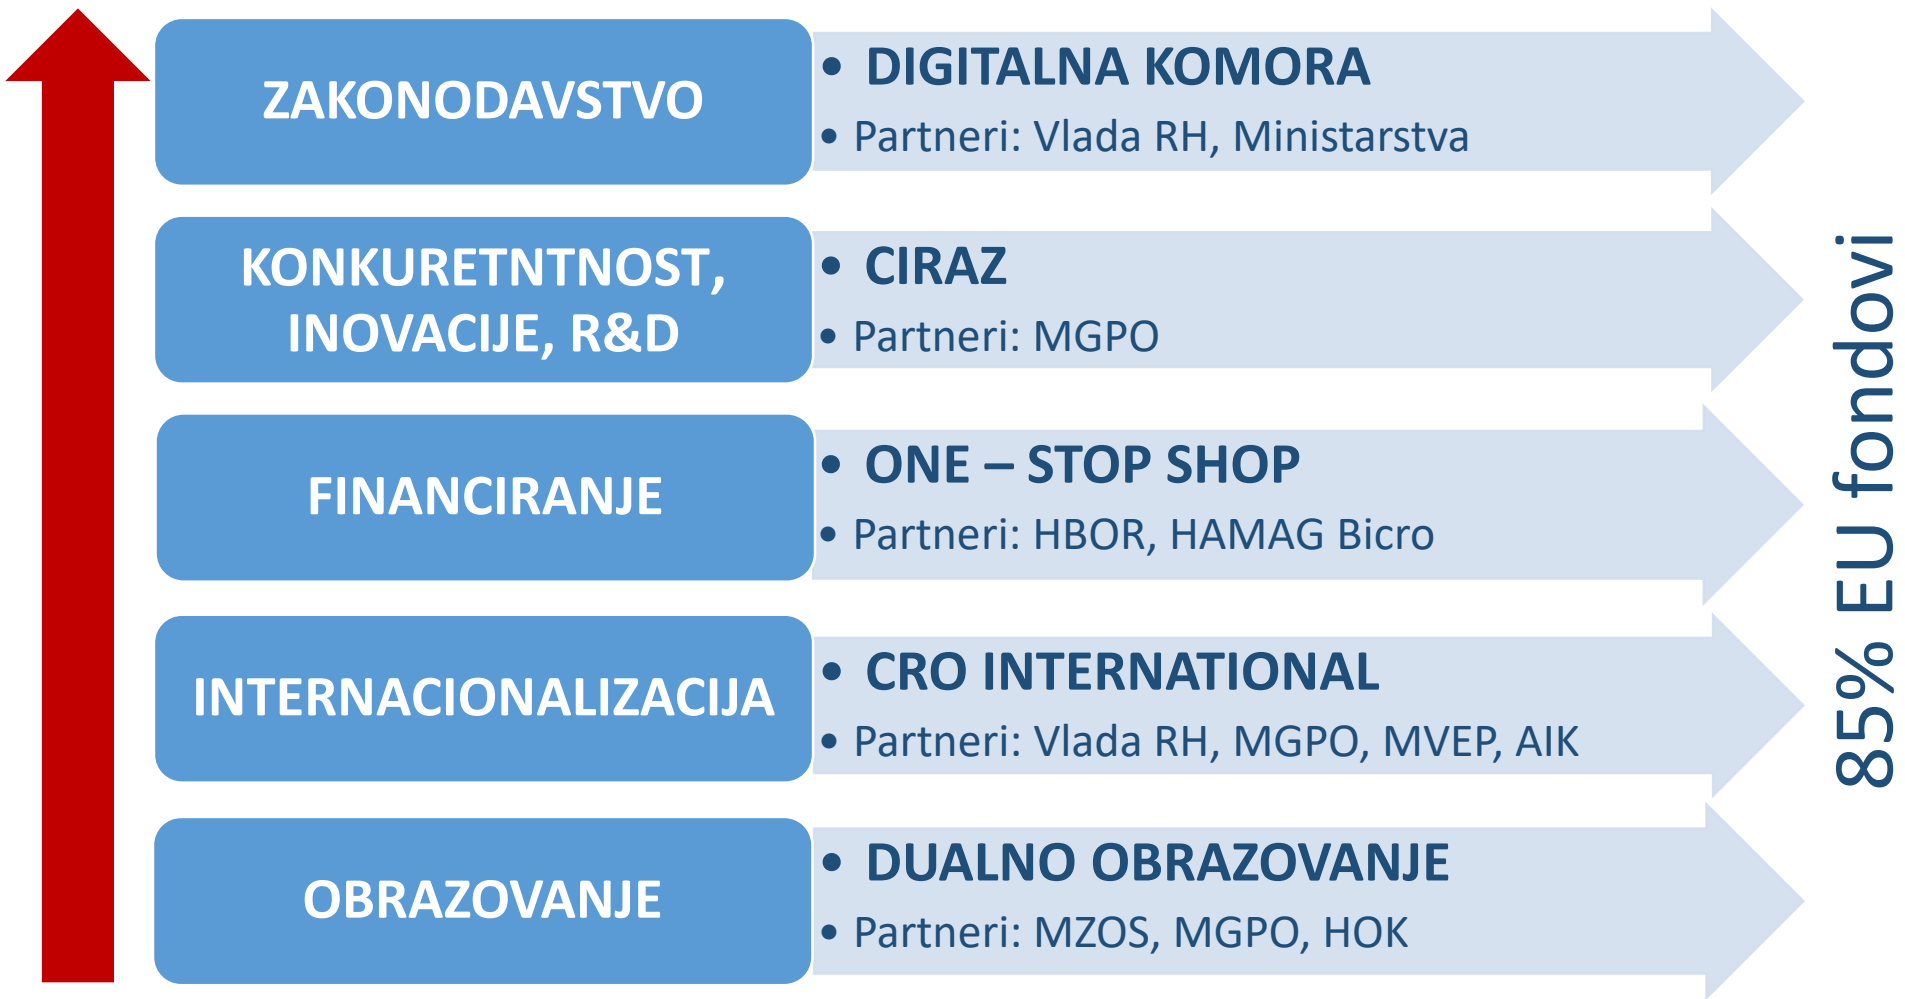 ZAKONODAVSTVO
• DIGITALNA KOMORA
• Partneri: Vlada RH, Ministarstva
KONKURETNTNOST,
INOVACIJE, R&D
• CIRAZ
• Partneri: MGPO
FINANCIRANJE
• ONE – STOP SHOP
• Partneri: HBOR, HAMAG Bicro
INTERNACIONALIZACIJA
• CRO INTERNATIONAL
• Partneri: Vlada RH, MGPO, MVEP, AIK
OBRAZOVANJE
• DUALNO OBRAZOVANJE
• Partneri: MZOS, MGPO, HOK
85% EU fondovi